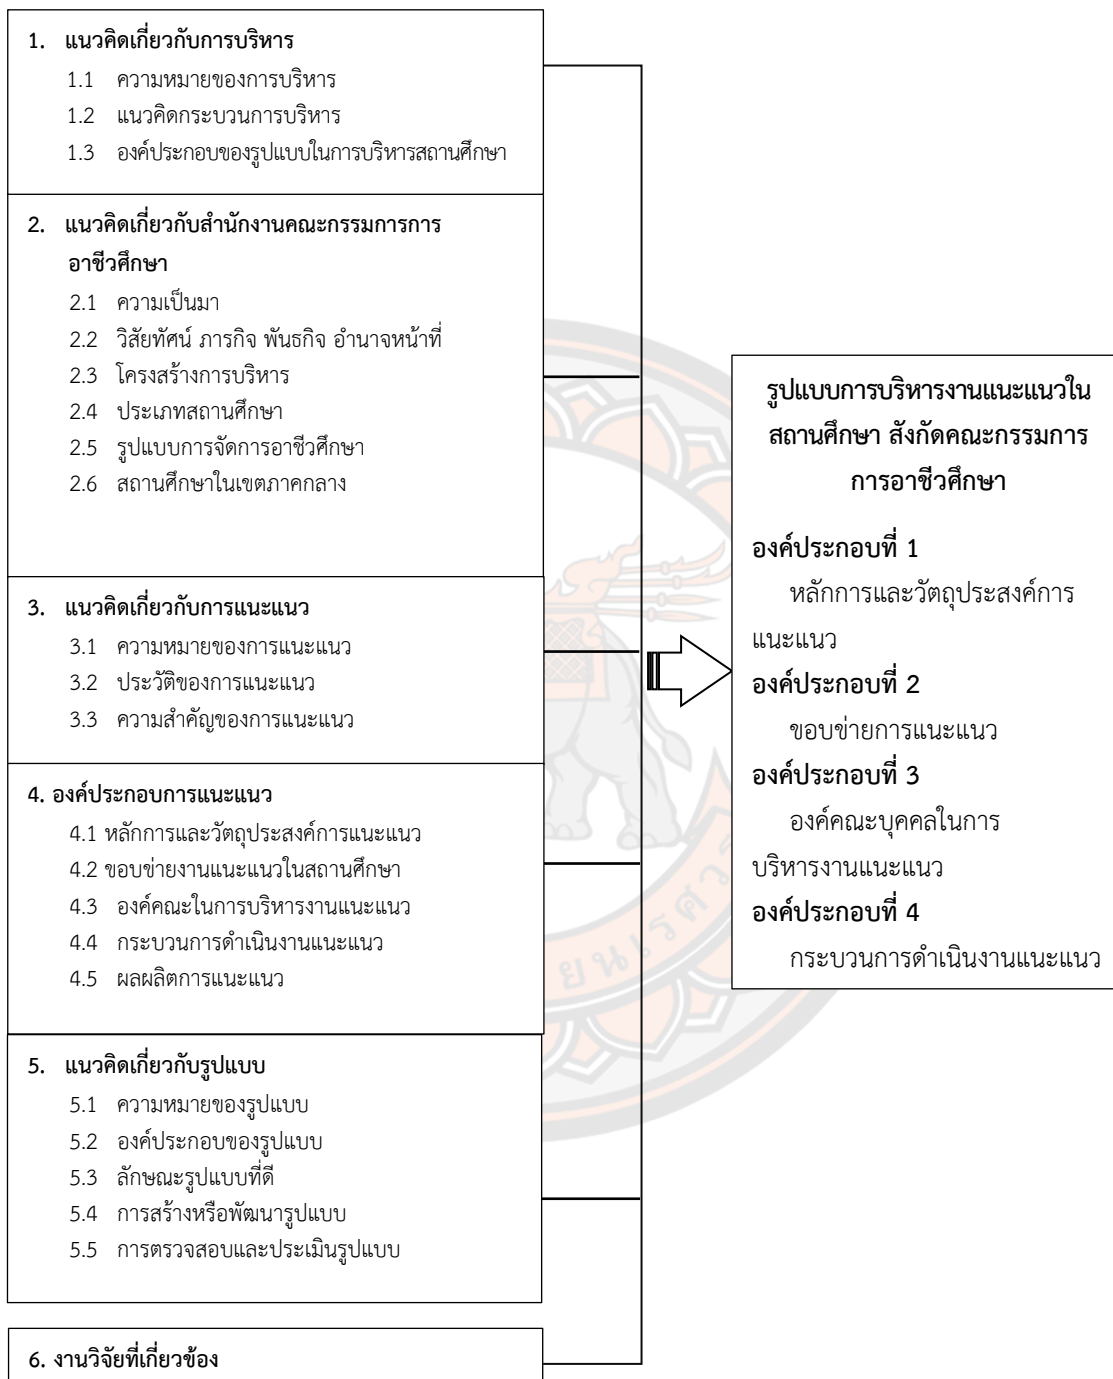 1. แนวคิดเกี่ยวกับการบริหาร
1.1 ความหมายของการบริหาร
1.2 แนวคิดกระบวนการบริหาร
1.3 องค์ประกอบของรูปแบบในการบริหารสถานศึกษา
2. แนวคิดเกี่ยวกับสำนักงานคณะกรรมการการ
อาชีวศึกษา
2.1 ความเป็นมา
2.2 วิสัยทัศน์ ภารกิจ พันธกิจ อำนาจหน้าที่
2.3 โครงสร้างการบริหาร
2.4 ประเภทสถานศึกษา
2.5 รูปแบบการจัดการอาชีวศึกษา
2.6 สถานศึกษาในเขตภาคกลาง
3. แนวคิดเกี่ยวกับการแนะแนว
3.1 ความหมายของการแนะแนว
3.2 ประวัติของการแนะแนว
3.3 ความสำคัญของการแนะแนว
4. องค์ประกอบการแนะแนว
4.1 หลักการและวัตถุประสงค์การแนะแนว
4.2 ขอบข่ายงานแนะแนวในสถานศึกษา
4.3 องค์คณะในการบริหารงานแนะแนว
4.4 กระบวนการดำเนินงานแนะแนว
4.5 ผลผลิตการแนะแนว
5. แนวคิดเกี่ยวกับรูปแบบ
5.1 ความหมายของรูปแบบ
5.2 องค์ประกอบของรูปแบบ
5.3 ลักษณะรูปแบบที่ดี
5.4 การสร้างหรือพัฒนารูปแบบ
5.5 การตรวจสอบและประเมินรูปแบบ
6. งานวิจัยที่เกี่ยวข้อง
รูปแบบการบริหารงานแนะแนวใน
สถานศึกษา สังกัดคณะกรรมการ
การอาชีวศึกษา
องค์ประกอบที่ 1
หลักการและวัตถุประสงค์การ
แนะแนว
องค์ประกอบที่ 2
ขอบข่ายการแนะแนว
องค์ประกอบที่ 3
องค์คณะบุคคลในการ
บริหารงานแนะแนว
องค์ประกอบที่ 4
กระบวนการดำเนินงานแนะแนว